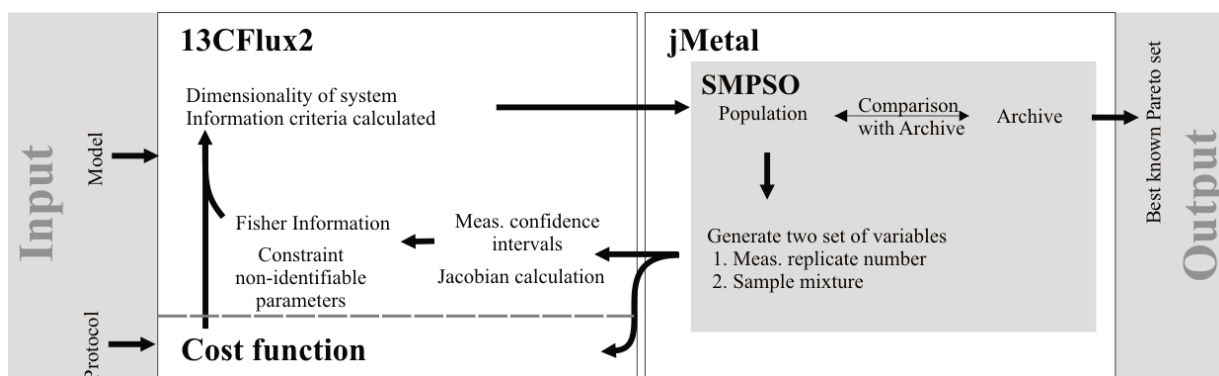 Input
Model
Protocol
13CFlux2
Dimensionality of system
Information criteria calculated
Fisher Information
Constraint
non-identifiable
parameters
Meas. confidence
intervals
Jacobian calculation
Cost function
jMetal
SMPSO
Population
Comparison
with Archive
Archive
Generate two set of variables
1. Meas. replicate number
2. Sample mixture
Best known Pareto set
Output